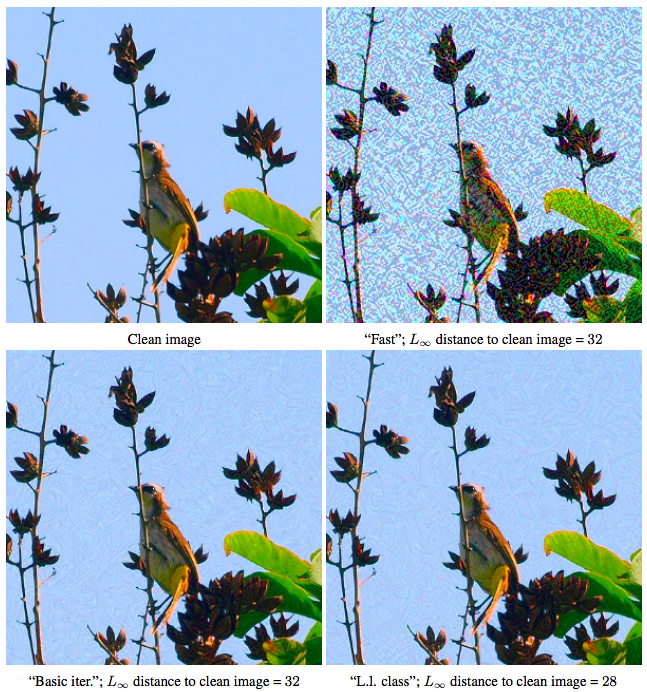 Clean image
“Fast”; L∞ distance to clean image = 32
“Basic iter.”; L∞ distance to clean image = 32
“L.l. class”; L∞ distance to clean image = 28